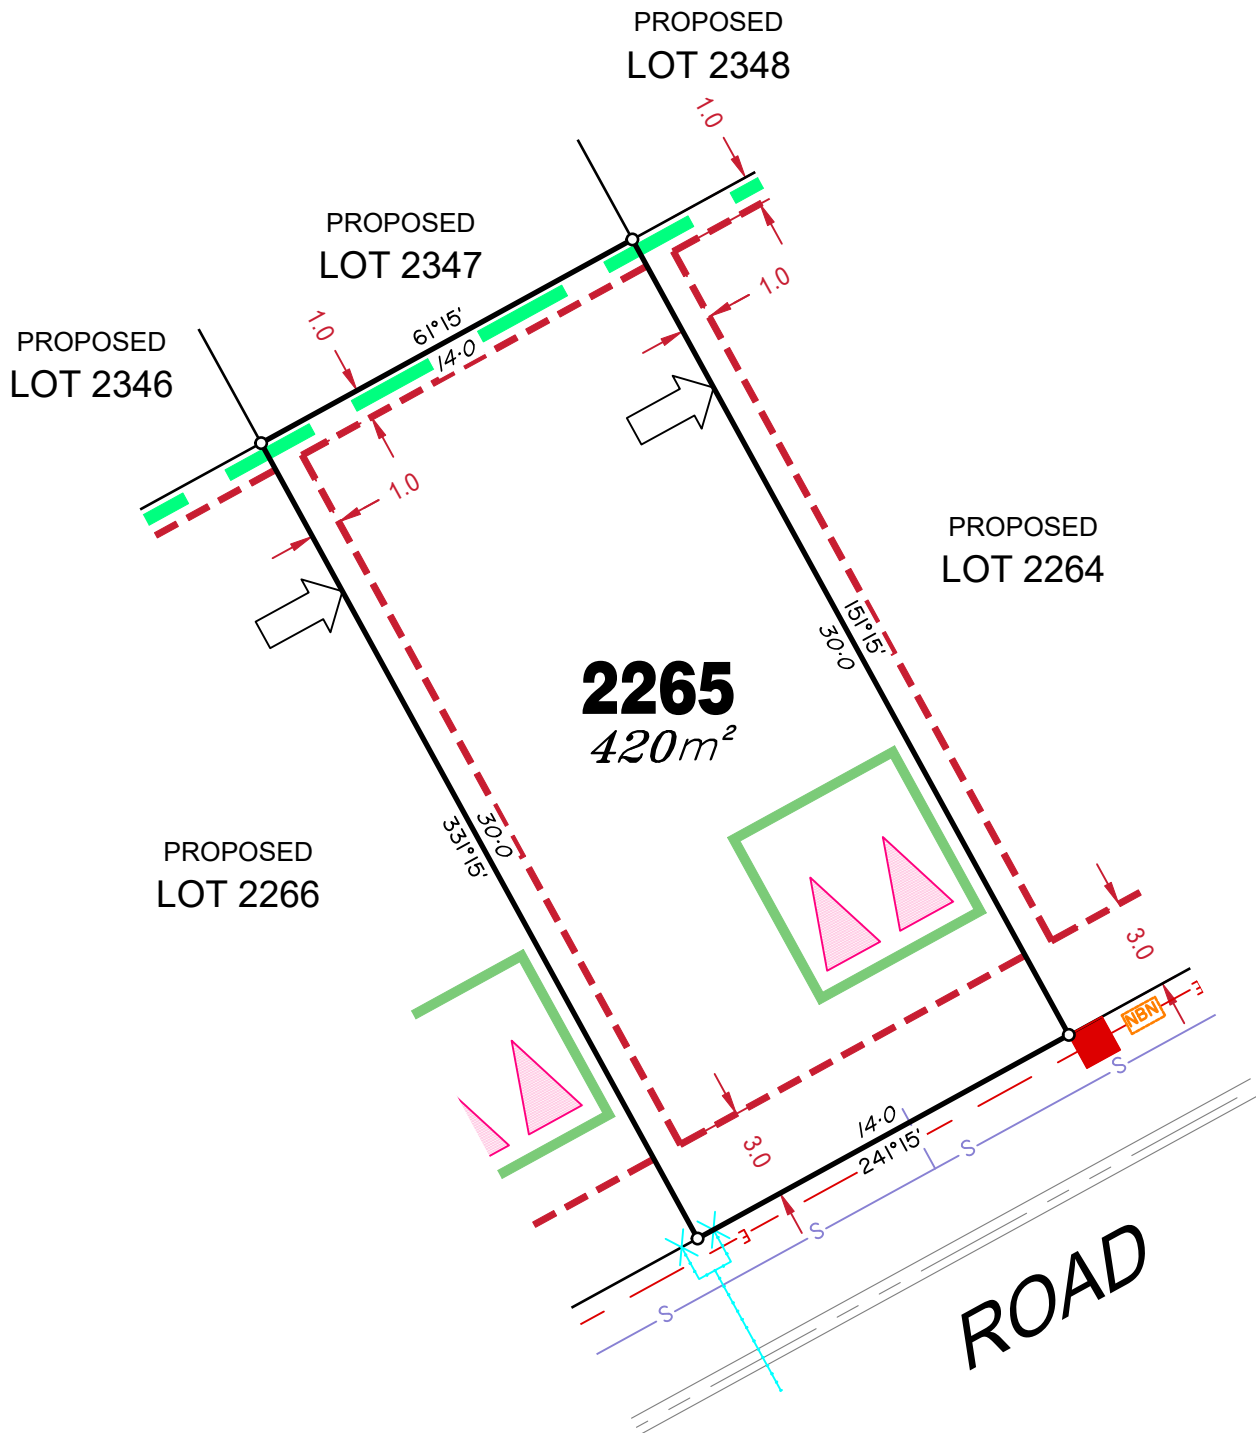 PROPOSED
LOT 2348
1.0
PROPOSED
LOT 2347
1.0
61°15'
14·0
1.0
PROPOSED
LOT 2346
1.0
PROPOSED
LOT 2264
151°15'
30·0
2265
420m²
30·0
331°15'
PROPOSED
LOT 2266
3.0
E
NBN
S
14·0
241°15'
3.0
S
E
S
S
ROAD